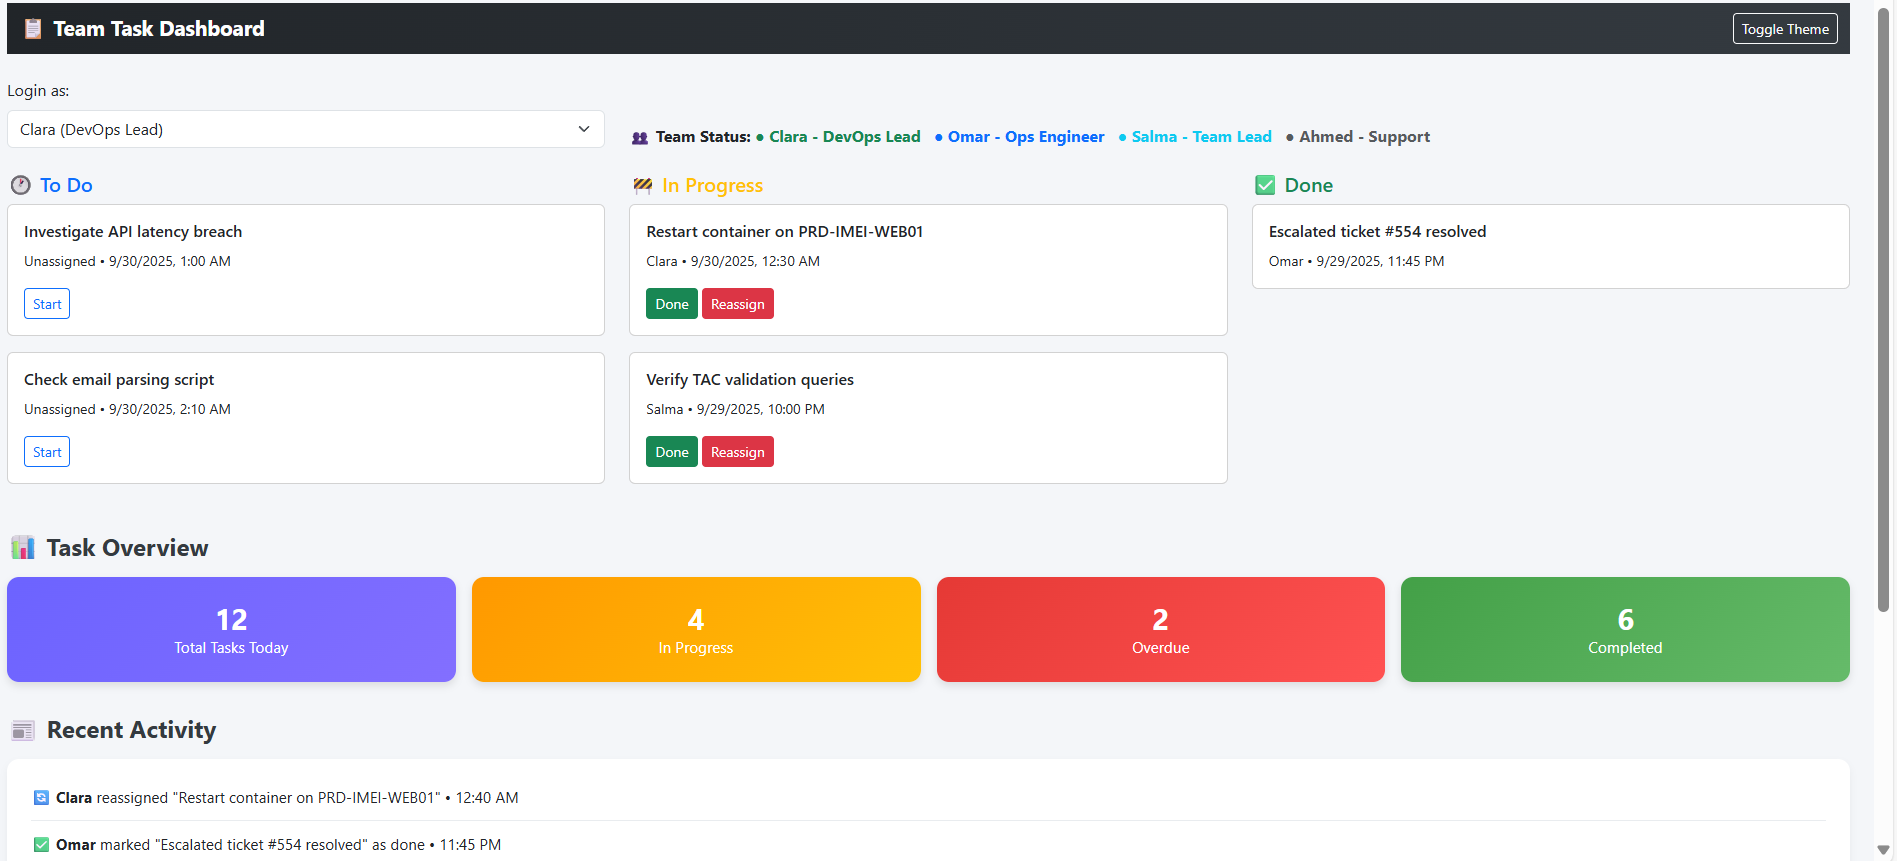 Team Task Dashboard
Toggle Theme
Login as:
Clara (DevOps Lead)
Team Status: ● Clara - DevOps Lead ● Omar - Ops Engineer ● Salma - Team Lead ● Ahmed - Support
To Do
Investigate API latency breach
Unassigned • 9/30/2025, 1:00 AM
Start
Check email parsing script
Unassigned • 9/30/2025, 2:10 AM
Start
In Progress
Restart container on PRD-IMEI-WEB01
Clara • 9/30/2025, 12:30 AM
Done Reassign
Verify TAC validation queries
Salma • 9/29/2025, 10:00 PM
Done Reassign
Done
Escalated ticket #554 resolved
Omar • 9/29/2025, 11:45 PM
Task Overview
12
Total Tasks Today
4
In Progress
2
Overdue
6
Completed
Recent Activity
Clara reassigned "Restart container on PRD-IMEI-WEB01" • 12:40 AM
Omar marked "Escalated ticket #554 resolved" as done • 11:45 PM